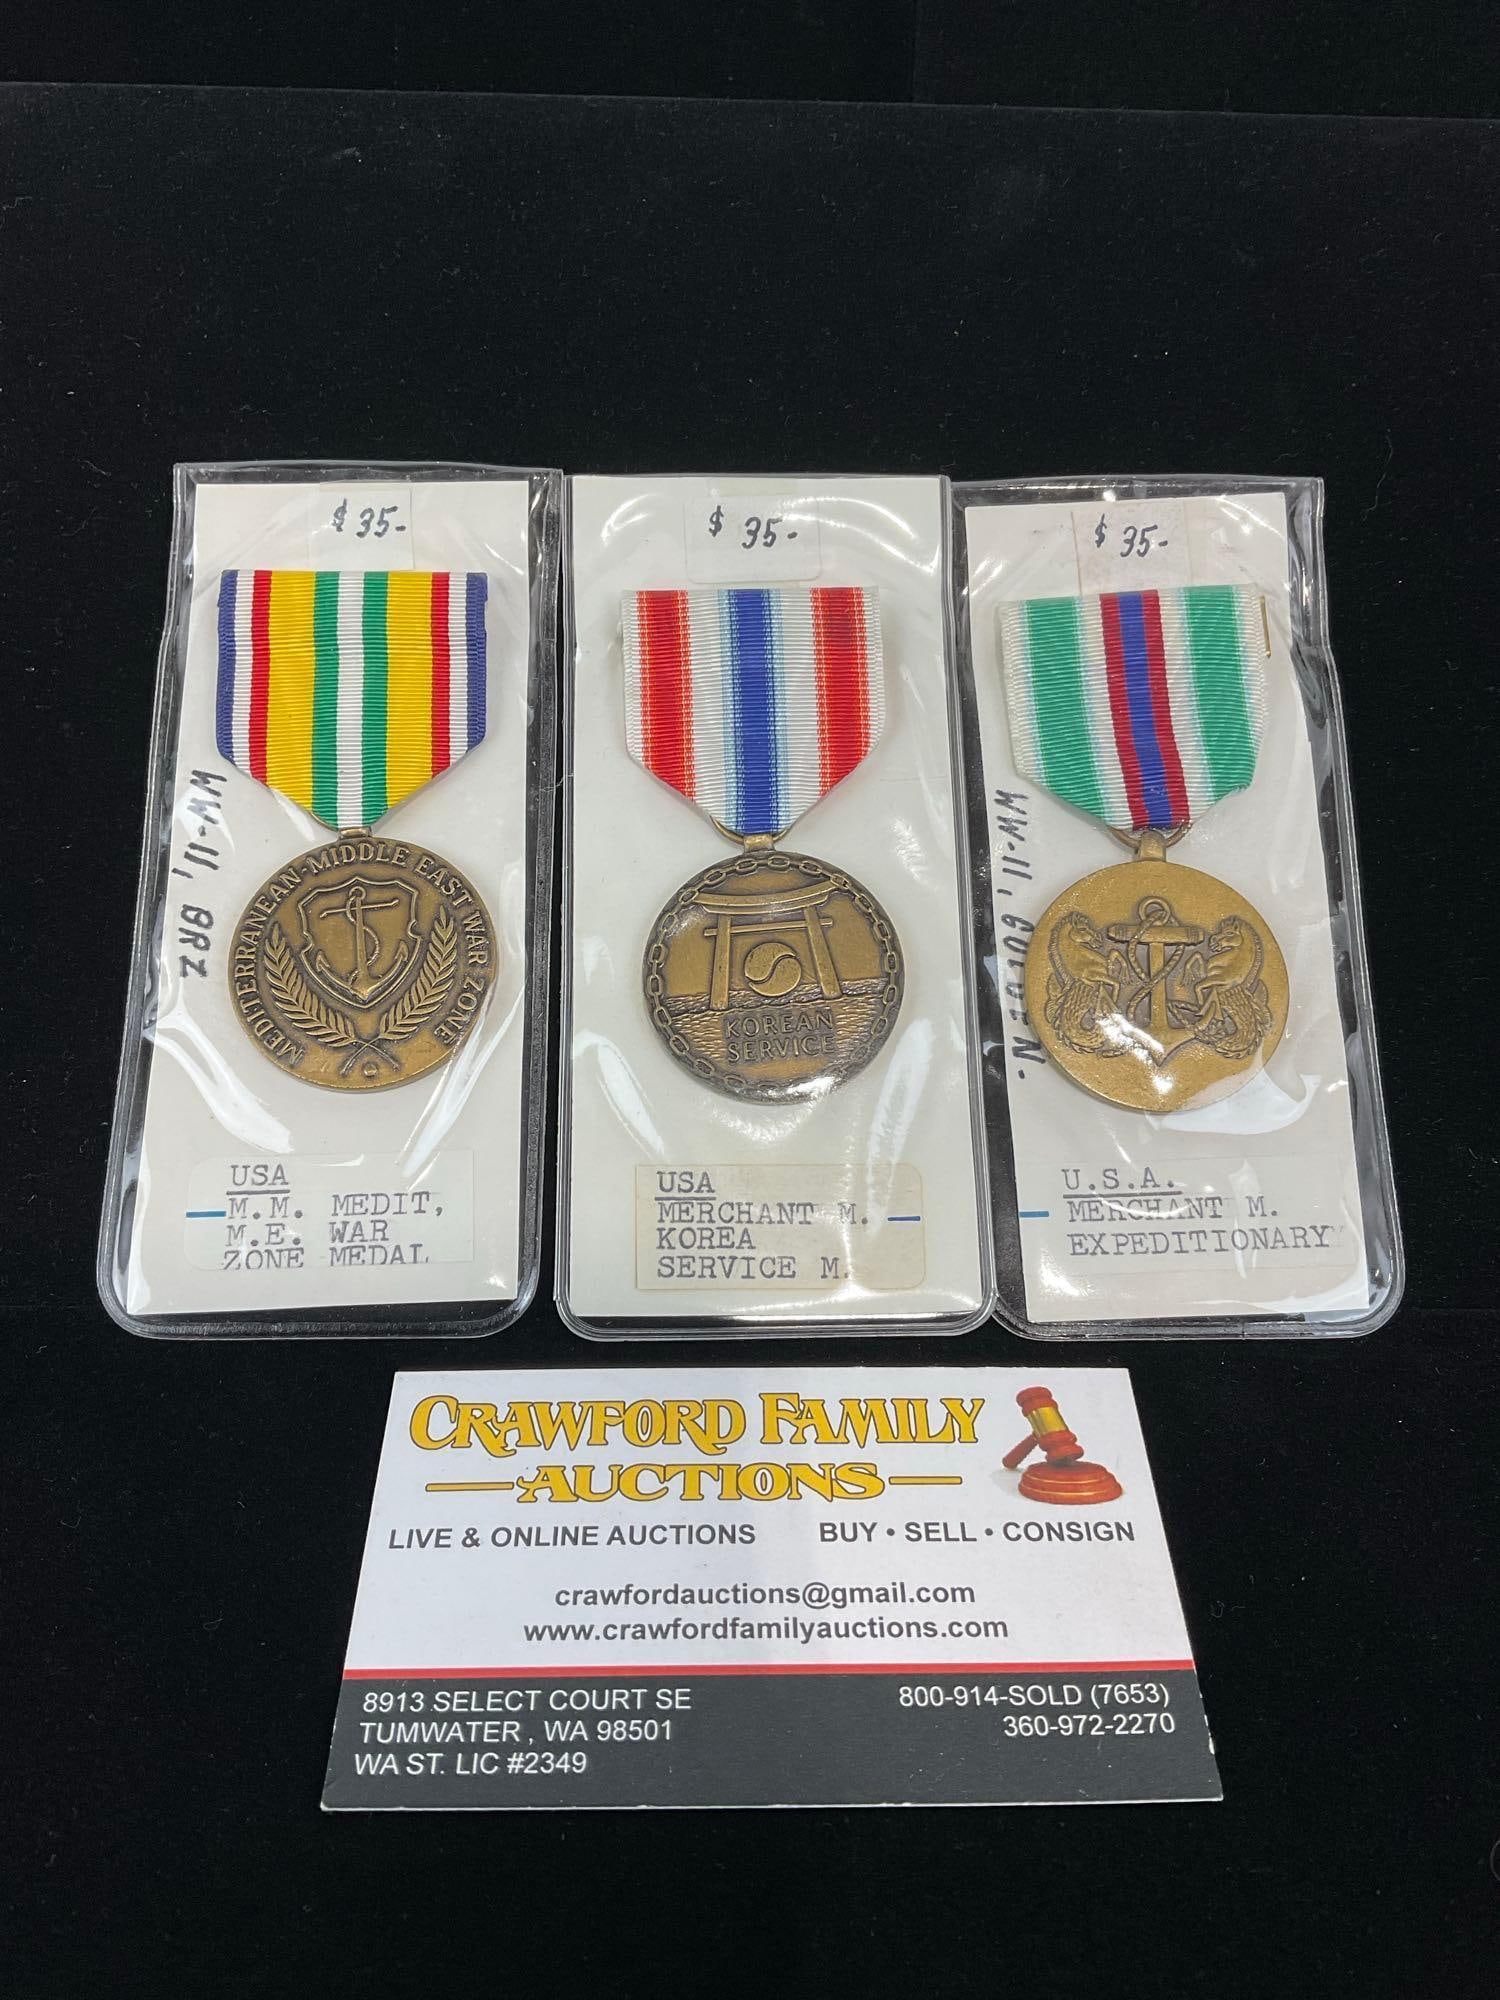 $ 35-
WW-11, BRZ
MEDITERRANEAN-MIDDLE EAST WAR ZONE
USA
M.M. MEDIT,
M.E. WAR
ZONE MEDAL
$ 35-
KOREAN
SERVICE
USA
MERCHANT M.
KOREA
SERVICE M.
$ 35-
WW-11,
U.S.A.
MERCHANT M.
EXPEDITIONARY
CRAWFORD FAMILY
AUCTIONS
LIVE & ONLINE AUCTIONS BUY • SELL • CONSIGN
crawfordauctions@gmail.com
www.crawfordfamilyauctions.com
8913 SELECT COURT SE
TUMWATER, WA 98501
WA ST. LIC #2349
800-914-SOLD (7653)
360-972-2270